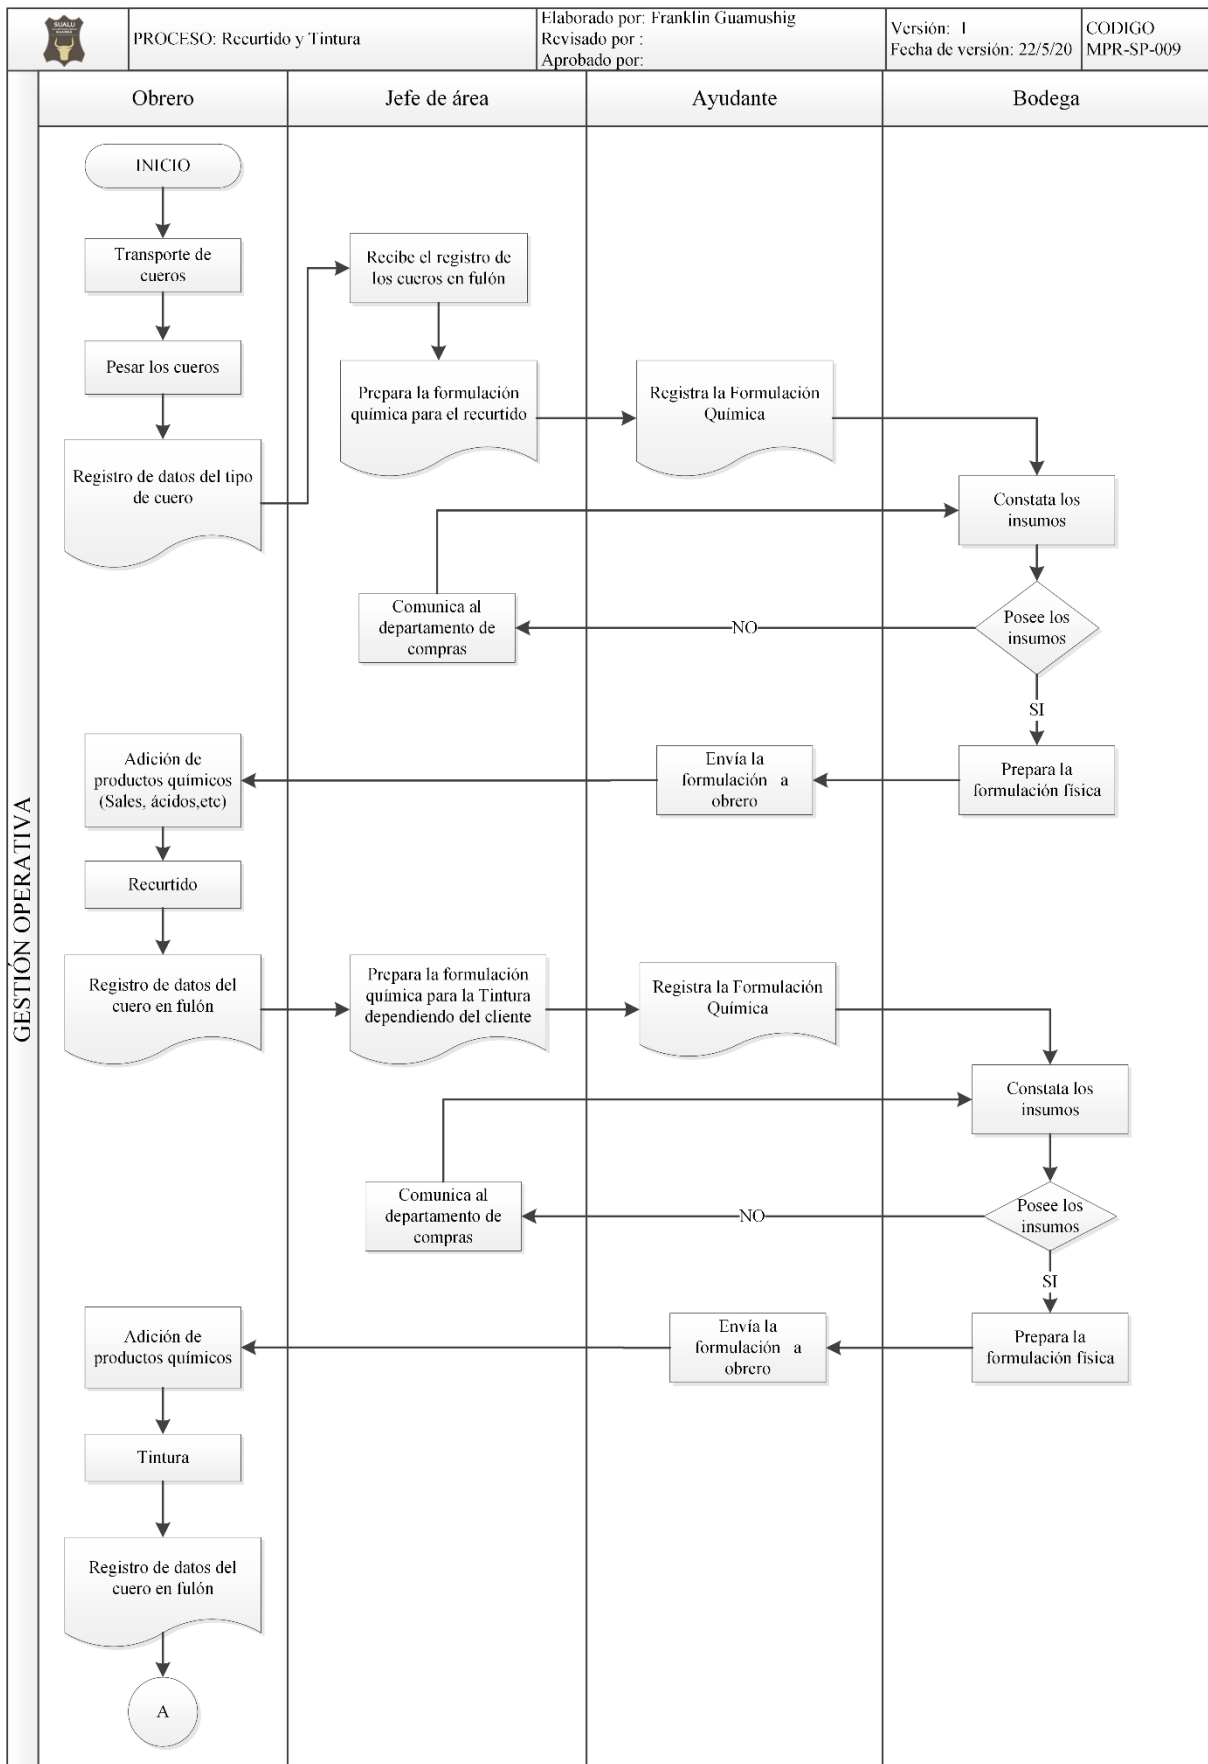 SUALU
PROCESO: Recurtido y Tintura
Elaborado por: Franklin Guamushig
Revisado por :
Aprobado por:
Versión: 1
Fecha de versión: 22/5/20
CODIGO
MPR-SP-009
GESTIÓN OPERATIVA
Obrero
Jefe de área
Ayudante
Bodega
INICIO
Transporte de
cueros
Pesar los cueros
Registro de datos del tipo
de cuero
Recibe el registro de
los cueros en fulón
Prepara la formulación
química para el recurtido
Registra la Formulación
Química
Constata los
insumos
Posee los
insumos
NO
Comunica al
departamento de
compras
SI
Prepara la
formulación física
Envía la
formulación a
obrero
Adición de
productos químicos
(Sales, ácidos,etc)
Recurtido
Registro de datos del
cuero en fulón
Prepara la formulación
química para la Tintura
dependiendo del cliente
Registra la Formulación
Química
Constata los
insumos
Posee los
insumos
NO
Comunica al
departamento de
compras
SI
Prepara la
formulación física
Envía la
formulación a
obrero
Adición de
productos químicos
Tintura
Registro de datos del
cuero en fulón
A